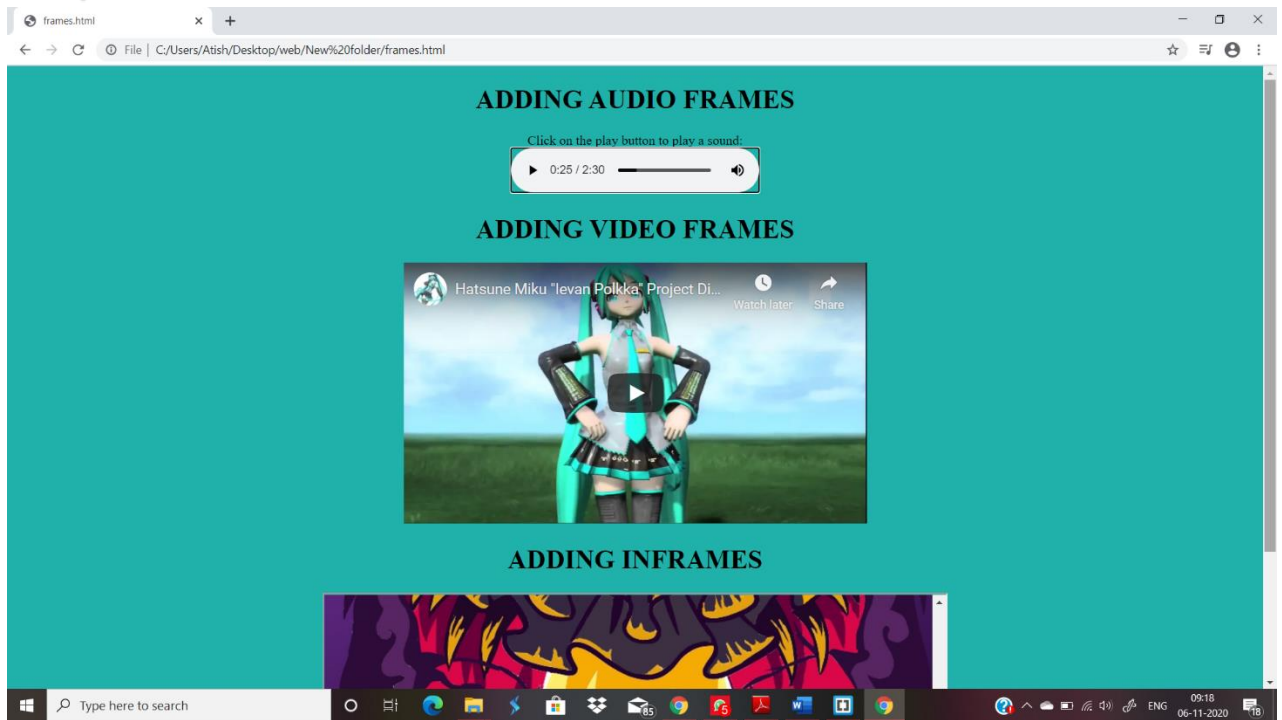 frames.html
File | C:/Users/Atish/Desktop/web/New%20folder/frames.html
ADDING AUDIO FRAMES
Click on the play button to play a sound:
0:25 / 2:30
ADDING VIDEO FRAMES
Hatsune Miku "Ievan Polkka" Project Di...
Watch later
Share
ADDING INFRAMES
Type here to search
85
ENG
09:18
06-11-2020
18